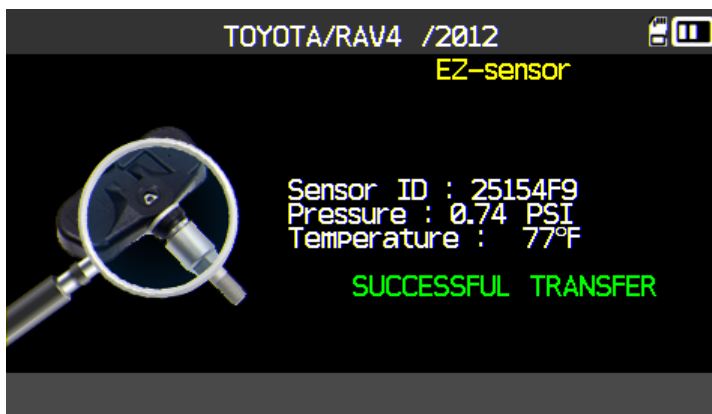 TOYOTA/RAV4 /2012
EZ-sensor
Sensor ID : 25154F9
Pressure : 0.74 PSI
Temperature : 77°F
SUCCESSFUL TRANSFER